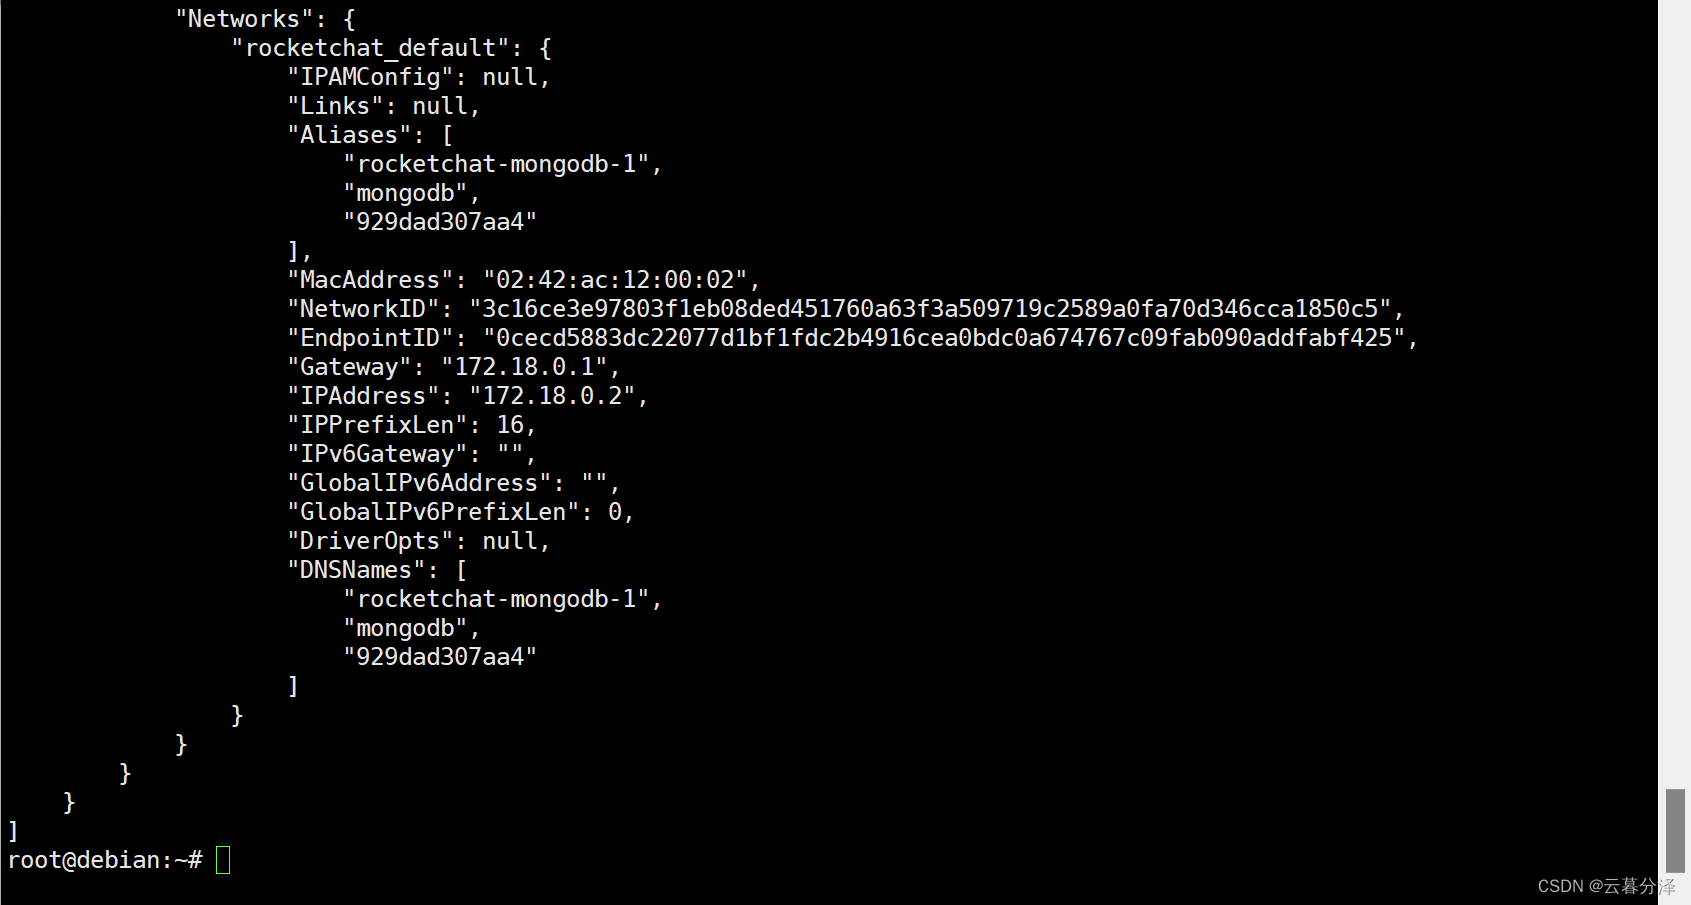 "Networks": {
"rocketchat_default": {
"IPAMConfig": null,
"Links": null,
"Aliases": [
"rocketchat-mongodb-1",
"mongodb",
"929dad307aa4"
],
"MacAddress": "02:42:ac:12:00:02",
"NetworkID": "3c16ce3e97803f1eb08ded451760a63f3a509719c2589a0fa70d346cca1850c5",
"EndpointID": "0cecd5883dc22077d1bf1fdc2b4916cea0bdc0a674767c09fab090addfabf425",
"Gateway": "172.18.0.1",
"IPAddress": "172.18.0.2",
"IPPrefixLen": 16,
"IPv6Gateway": "",
"GlobalIPv6Address": "",
"GlobalIPv6PrefixLen": 0,
"DriverOpts": null,
"DNSNames": [
"rocketchat-mongodb-1",
"mongodb",
"929dad307aa4"
]
}
}
}
}
]
root@debian:~#
CSDN @云暮分泽